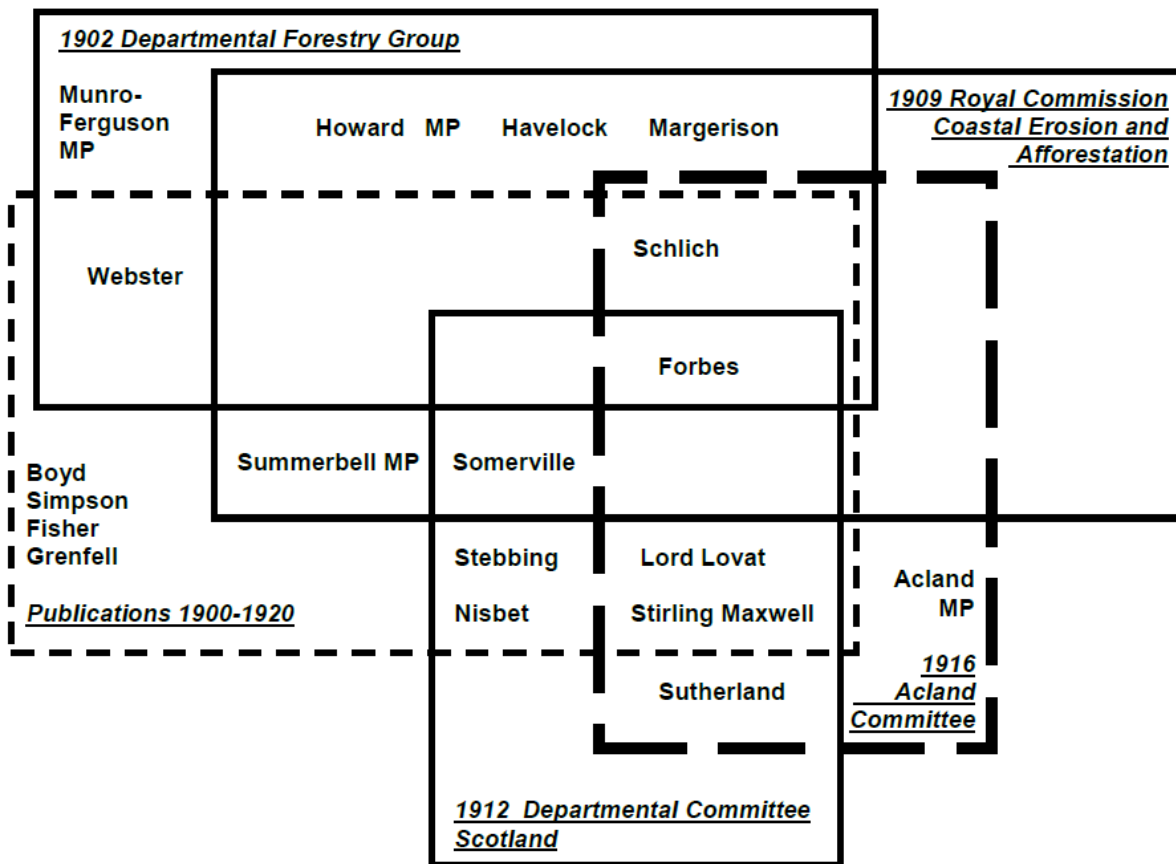 1902 Departmental Forestry Group
Munro-
Ferguson
MP
Howard MP Havelock Margerison
1909 Royal Commission
Coastal Erosion and
Afforestation
Schlich
Webster
Forbes
Summerbell MP Somerville
Boyd
Simpson
Fisher
Grenfell
Stebbing Lord Lovat
Acland
MP
Publications 1900-1920
Nisbet Stirling Maxwell
1916
Acland
Committee
Sutherland
1912 Departmental Committee
Scotland